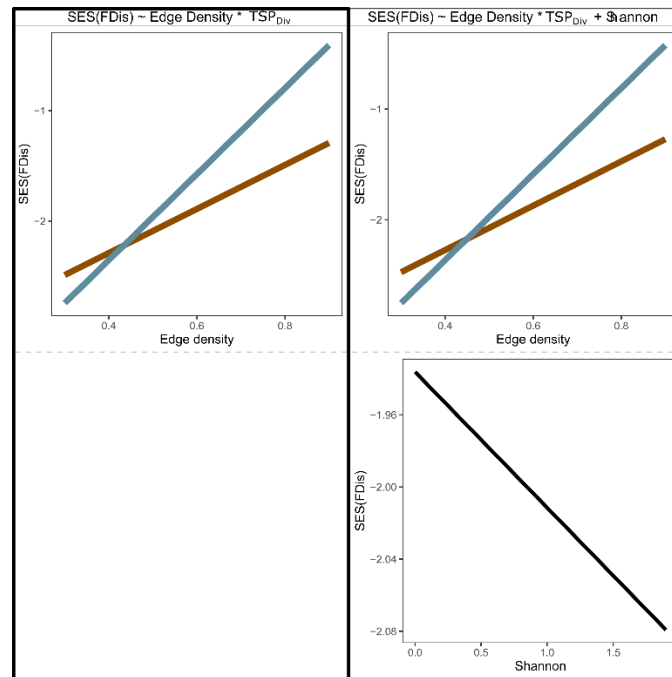 SES(FDis) ~ Edge Density * TSP_Div
SES(FDis) ~ Edge Density * TSP_Div + Shannon
−1
−2
SES(FDis)
0.4 0.6 0.8
Edge density
−1
−2
SES(FDis)
0.4 0.6 0.8
Edge density
−1.96
−2.00
−2.04
−2.08
SES(FDis)
0.0 0.5 1.0 1.5
Shannon